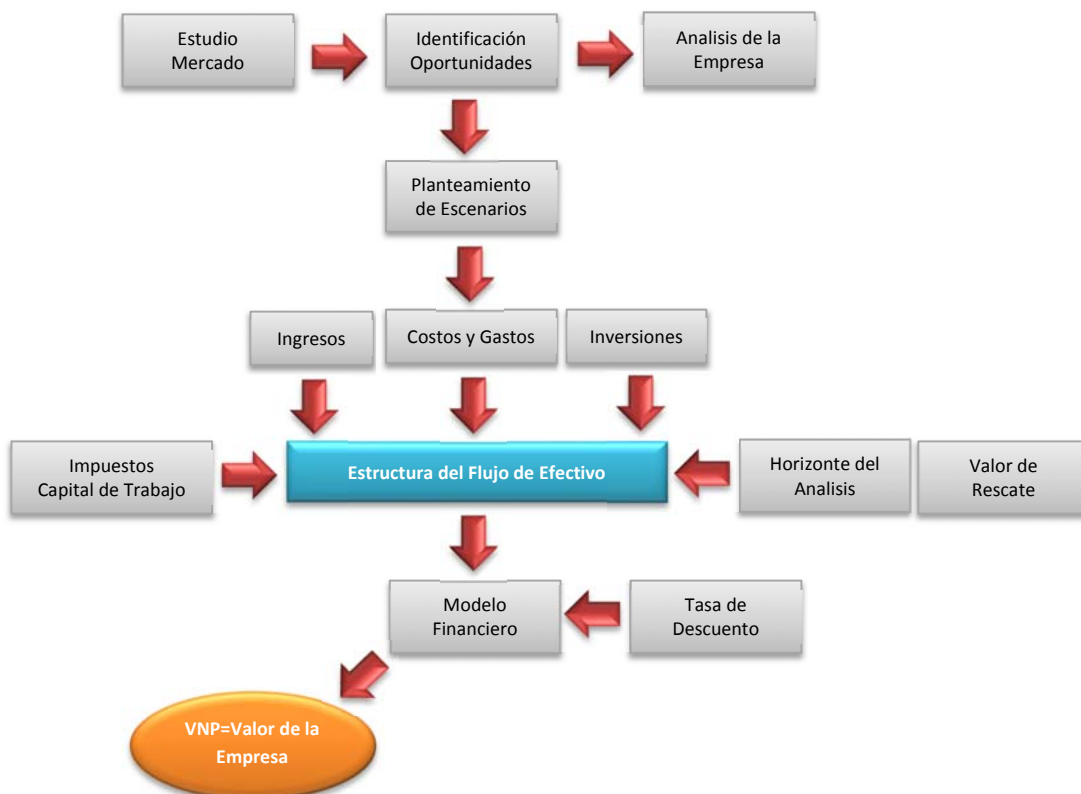 Estudio
Mercado
Identificación
Oportunidades
Analisis de la
Empresa
Planteamiento
de Escenarios
Ingresos
Costos y Gastos
Inversiones
Impuestos
Capital de Trabajo
Estructura del Flujo de Efectivo
Horizonte del
Analisis
Valor de
Rescate
Modelo
Financiero
Tasa de
Descuento
VNP=Valor de la
Empresa